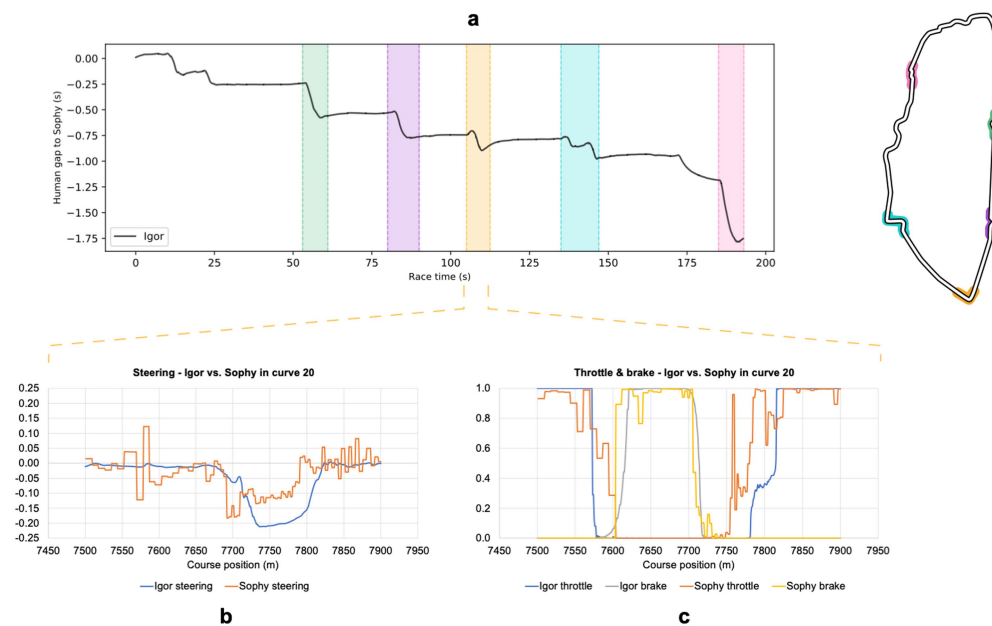 a
Human gap to Sophy (s)
0.00
−0.25
−0.50
−0.75
−1.00
−1.25
−1.50
−1.75
Igor
0 25 50 75 100 125 150 175 200
Race time (s)
Steering - Igor vs. Sophy in curve 20
0.25
0.20
0.15
0.10
0.05
0.00
-0.05
-0.10
-0.15
-0.20
-0.25
7450 7500 7550 7600 7650 7700 7750 7800 7850 7900 7950
Course position (m)
Igor steering Sophy steering
b
Throttle & brake - Igor vs. Sophy in curve 20
1.0
0.8
0.6
0.4
0.2
0.0
7450 7500 7550 7600 7650 7700 7750 7800 7850 7900 7950
Course position (m)
Igor throttle Igor brake Sophy throttle Sophy brake
c